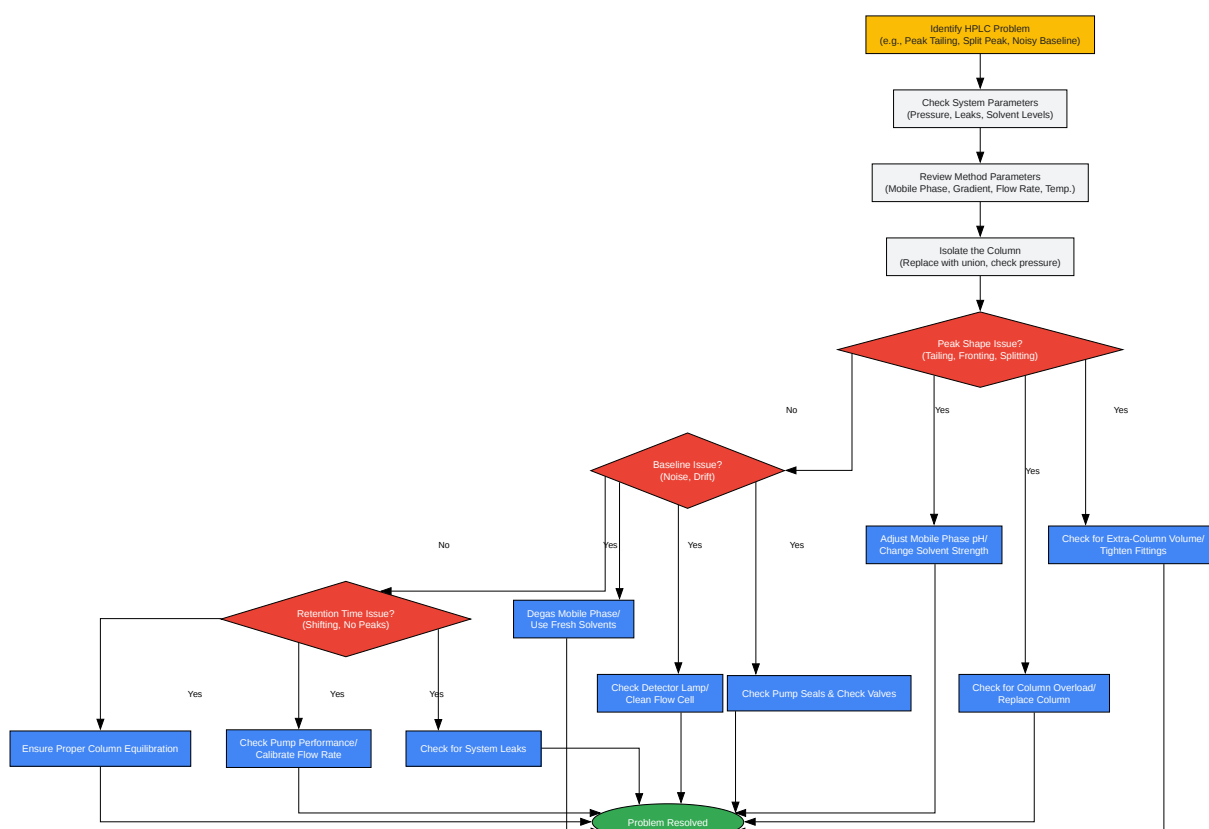 Identify HPLC Problem
(e.g., Peak Tailing, Split Peak, Noisy Baseline)
Check System Parameters
(Pressure, Leaks, Solvent Levels)
Review Method Parameters
(Mobile Phase, Gradient, Flow Rate, Temp.)
Isolate the Column
(Replace with union, check pressure)
Peak Shape Issue?
(Tailing, Fronting, Splitting)
No
Yes
Yes
Yes
Baseline Issue?
(Noise, Drift)
Adjust Mobile Phase pH/
Change Solvent Strength
Check for Extra-Column Volume/
Tighten Fittings
No
Yes
Yes
Yes
Retention Time Issue?
(Shifting, No Peaks)
Degas Mobile Phase/
Use Fresh Solvents
Yes
Yes
Yes
Check Detector Lamp/
Clean Flow Cell
Check Pump Seals & Check Valves
Check for Column Overload/
Replace Column
Ensure Proper Column Equilibration
Check Pump Performance/
Calibrate Flow Rate
Check for System Leaks
Problem Resolved